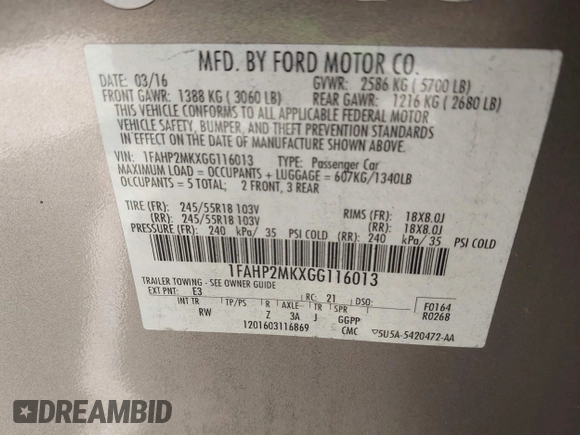 MFD. BY FORD MOTOR CO.
DATE: 03/16 GVWR: 2586 KG ( 5700 LB)
FRONT GAWR: 1388 KG ( 3060 LB) REAR GAWR: 1216 KG ( 2680 LB)
THIS VEHICLE CONFORMS TO ALL APPLICABLE FEDERAL MOTOR
VEHICLE SAFETY, BUMPER, AND THEFT PREVENTION STANDARDS
IN EFFECT ON THE DATE OF MANUFACTURE SHOWN ABOVE.
VIN: 1FAHP2MKXGG116013 TYPE: Passenger Car
MAXIMUM LOAD = OCCUPANTS + LUGGAGE = 607KG/1340LB
OCCUPANTS = 5 TOTAL; 2 FRONT, 3 REAR
TIRE (FR): 245/55R18 103V RIMS (FR): 18X8.0J
(RR): 245/55R18 103V (RR): 18X8.0J
PRESSURE (FR): 240 kPa/ 35 PSI COLD (RR): 240 kPa/ 35 PSI COLD
1FAHP2MKXGG116013
TRAILER TOWING - SEE OWNER GUIDE
EXT PNT: E3 RC: 21 DSO: F0164
INT TR TP/PS R AXLE TR SPR R0268
RW Z 3A J GGPP
1201603116869 CMC 5U5A-5420472-AA
DREAMBID